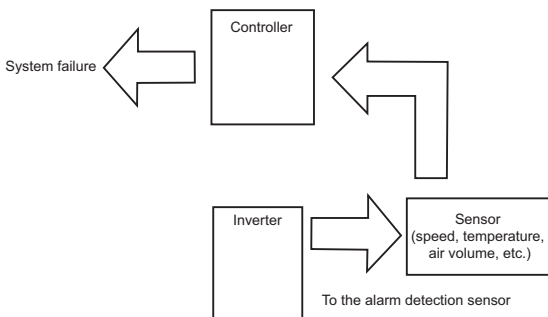 Controller
System failure
Inverter
Sensor
(speed, temperature,
air volume, etc.)
To the alarm detection sensor